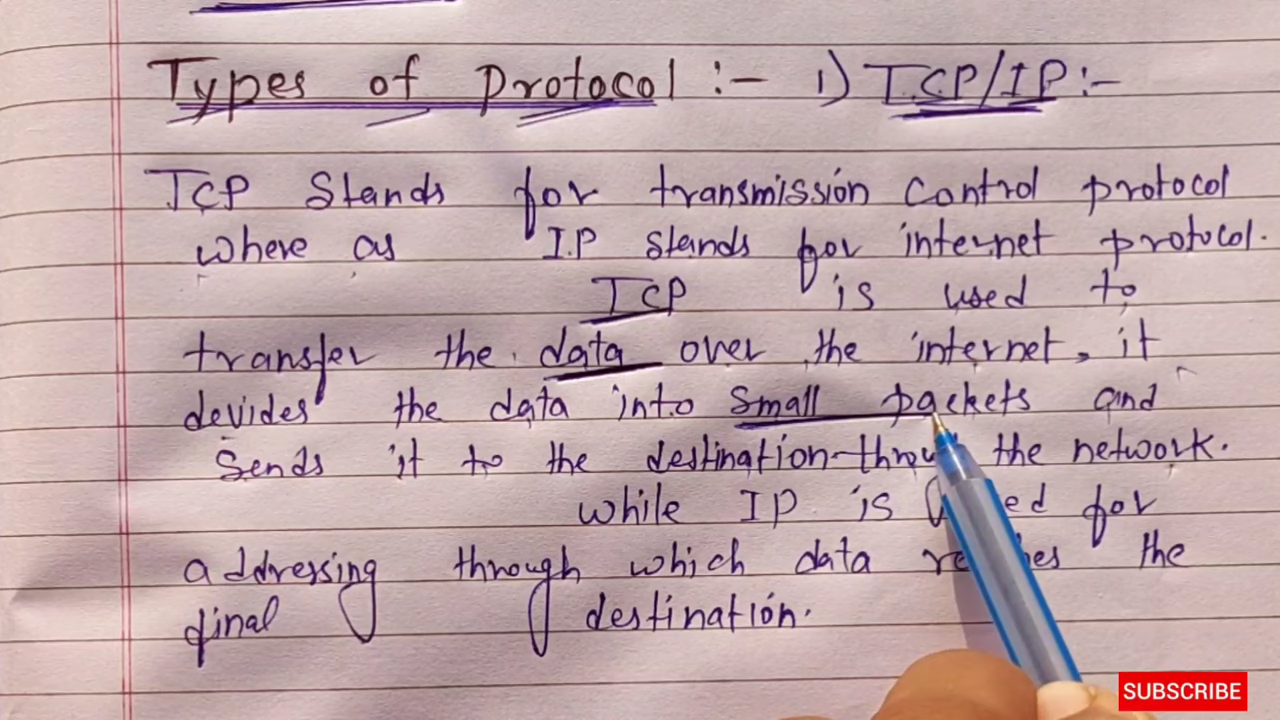 Types of Protocol :- 1) TCP/IP:-
TCP Stands for transmission Control protocol
where as I.P stands for internet protocol.
TCP is used to
transfer the data over the internet, it
devides the data into Small packets and
Sends it to the destination the network.
while IP is for
addressing through which data the
final destination.
SUBSCRIBE